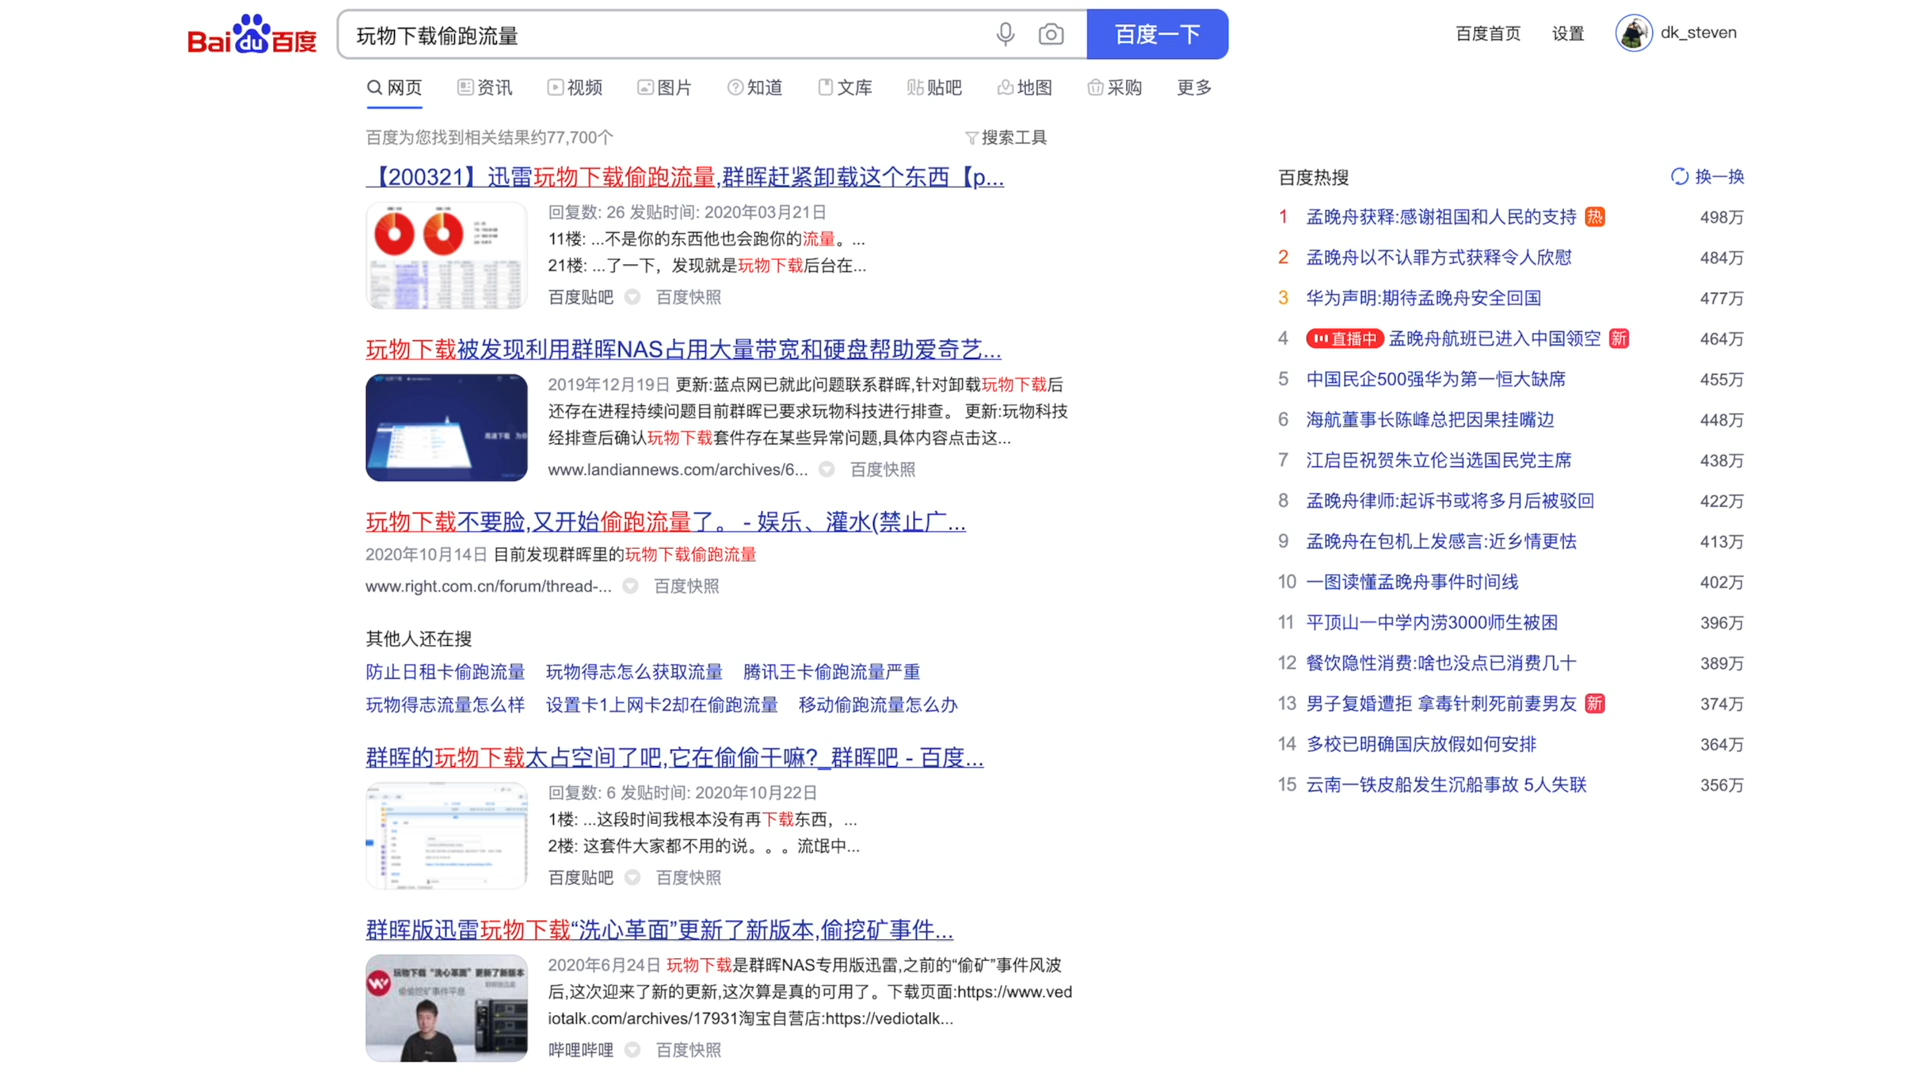 Bai du 百度
玩物下载偷跑流量
百度一下
百度首页 设置 dk_steven
网页 资讯 视频 图片 知道 文库 贴吧 地图 采购 更多
百度为您找到相关结果约77,700个 搜索工具
【200321】迅雷玩物下载偷跑流量,群晖赶紧卸载这个东西【p...
回复数: 26 发贴时间: 2020年03月21日
11楼: ...不是你的东西他也会跑你的流量。...
21楼: ...了一下，发现就是玩物下载后台在...
百度贴吧 百度快照
玩物下载被发现利用群晖NAS占用大量带宽和硬盘帮助爱奇艺...
2019年12月19日 更新:蓝点网已就此问题联系群晖,针对卸载玩物下载后
还存在进程持续问题目前群晖已要求玩物科技进行排查。 更新:玩物科技
经排查后确认玩物下载套件存在某些异常问题,具体内容点击这...
www.landiannews.com/archives/6... 百度快照
玩物下载不要脸,又开始偷跑流量了。 - 娱乐、灌水(禁止广...
2020年10月14日 目前发现群晖里的玩物下载偷跑流量
www.right.com.cn/forum/thread-... 百度快照
其他人还在搜
防止日租卡偷跑流量 玩物得志怎么获取流量 腾讯王卡偷跑流量严重
玩物得志流量怎么样 设置卡1上网卡2却在偷跑流量 移动偷跑流量怎么办
群晖的玩物下载太占空间了吧,它在偷偷干嘛?_群晖吧 - 百度...
回复数: 6 发贴时间: 2020年10月22日
1楼: ...这段时间我根本没有再下载东西，...
2楼: 这套件大家都不用的说。。。流氓中...
百度贴吧 百度快照
群晖版迅雷玩物下载“洗心革面”更新了新版本,偷挖矿事件...
玩物下载“洗心革面”更新了新版本
偷偷挖矿事件平息
2020年6月24日 玩物下载是群晖NAS专用版迅雷,之前的“偷矿”事件风波
后,这次迎来了新的更新,这次算是真的可用了。下载页面:https://www.ved
iotalk.com/archives/17931淘宝自营店:https://vediotalk...
哔哩哔哩 百度快照
百度热搜 换一换
1 孟晚舟获释:感谢祖国和人民的支持 热 498万
2 孟晚舟以不认罪方式获释令人欣慰 484万
3 华为声明:期待孟晚舟安全回国 477万
4 直播中 孟晚舟航班已进入中国领空 新 464万
5 中国民企500强华为第一恒大缺席 455万
6 海航董事长陈峰总把因果挂嘴边 448万
7 江启臣祝贺朱立伦当选国民党主席 438万
8 孟晚舟律师:起诉书或将多月后被驳回 422万
9 孟晚舟在包机上发感言:近乡情更怯 413万
10 一图读懂孟晚舟事件时间线 402万
11 平顶山一中学内涝3000师生被困 396万
12 餐饮隐性消费:啥也没点已消费几十 389万
13 男子复婚遭拒 拿毒针刺死前妻男友 新 374万
14 多校已明确国庆放假如何安排 364万
15 云南一铁皮船发生沉船事故 5人失联 356万